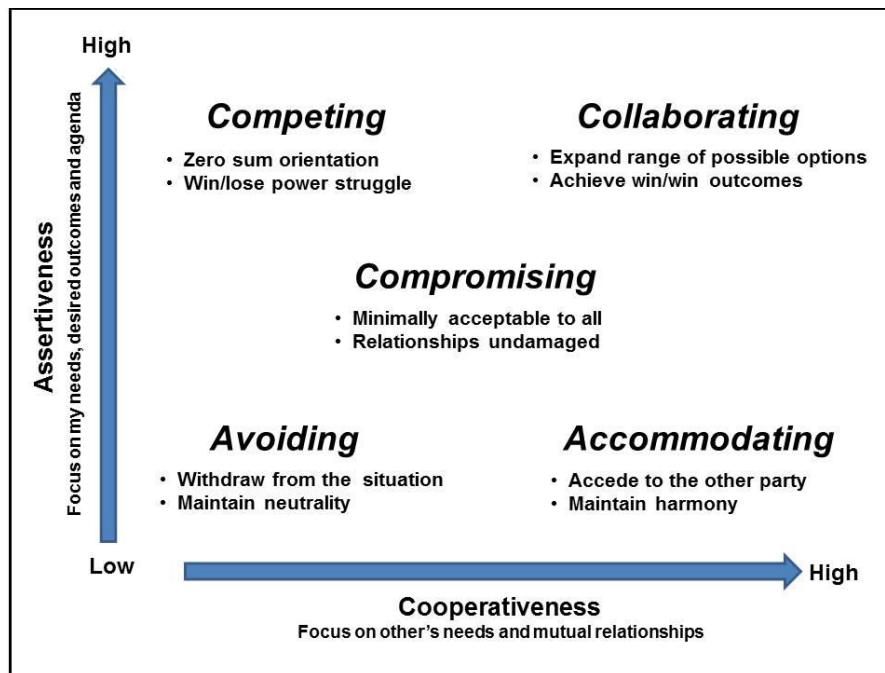 High
Competing
• Zero sum orientation
• Win/lose power struggle
Collaborating
• Expand range of possible options
• Achieve win/win outcomes
Assertiveness
Focus on my needs, desired outcomes and agenda
Compromising
• Minimally acceptable to all
• Relationships undamaged
Avoiding
• Withdraw from the situation
• Maintain neutrality
Accommodating
• Accede to the other party
• Maintain harmony
Low
High
Cooperativeness
Focus on other's needs and mutual relationships